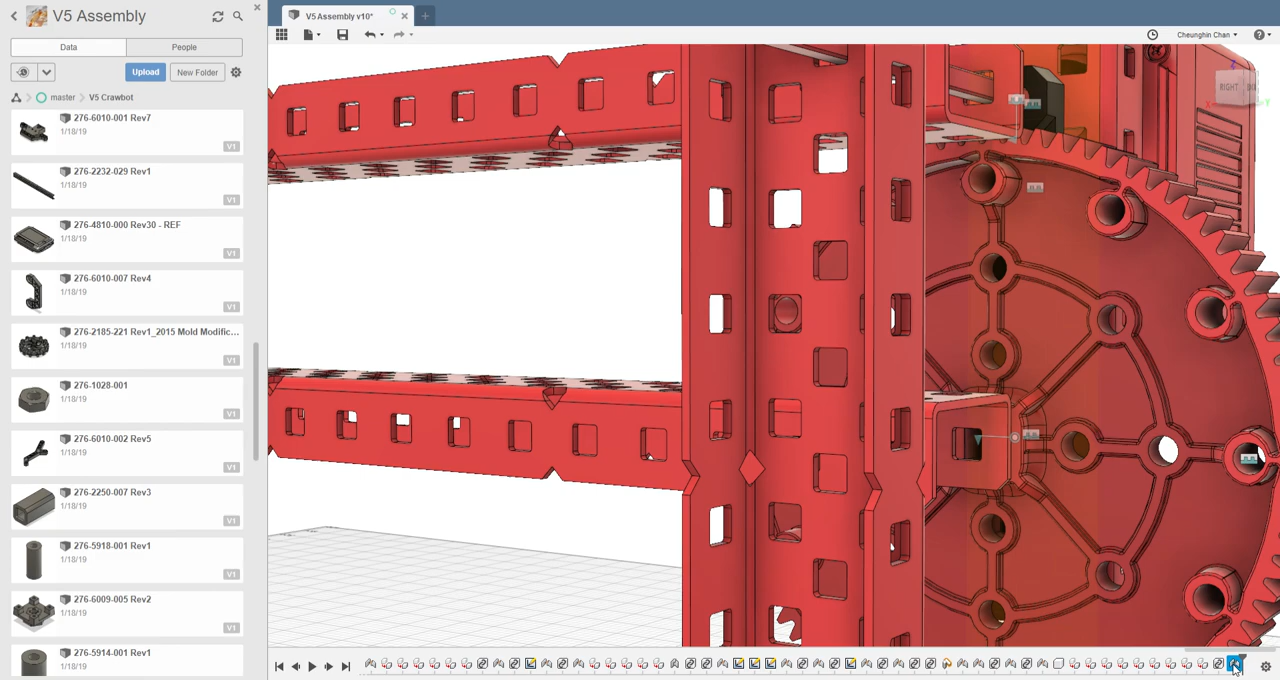 V5 Assembly
V5 Assembly v10*
Data
People
Cheunghin Chan
Upload
New Folder
master
V5 Crawbot
RIGHT
276-6010-001 Rev7
1/18/19
V1
276-2232-029 Rev1
1/18/19
V1
276-4810-000 Rev30 - REF
1/18/19
V1
276-6010-007 Rev4
1/18/19
V1
276-2185-221 Rev1_2015 Mold Modific...
1/18/19
V1
276-1028-001
1/18/19
V1
276-6010-002 Rev5
1/18/19
V1
276-2250-007 Rev3
1/18/19
V1
276-5918-001 Rev1
1/18/19
V1
276-6009-005 Rev2
1/18/19
V1
276-5914-001 Rev1
1/18/19